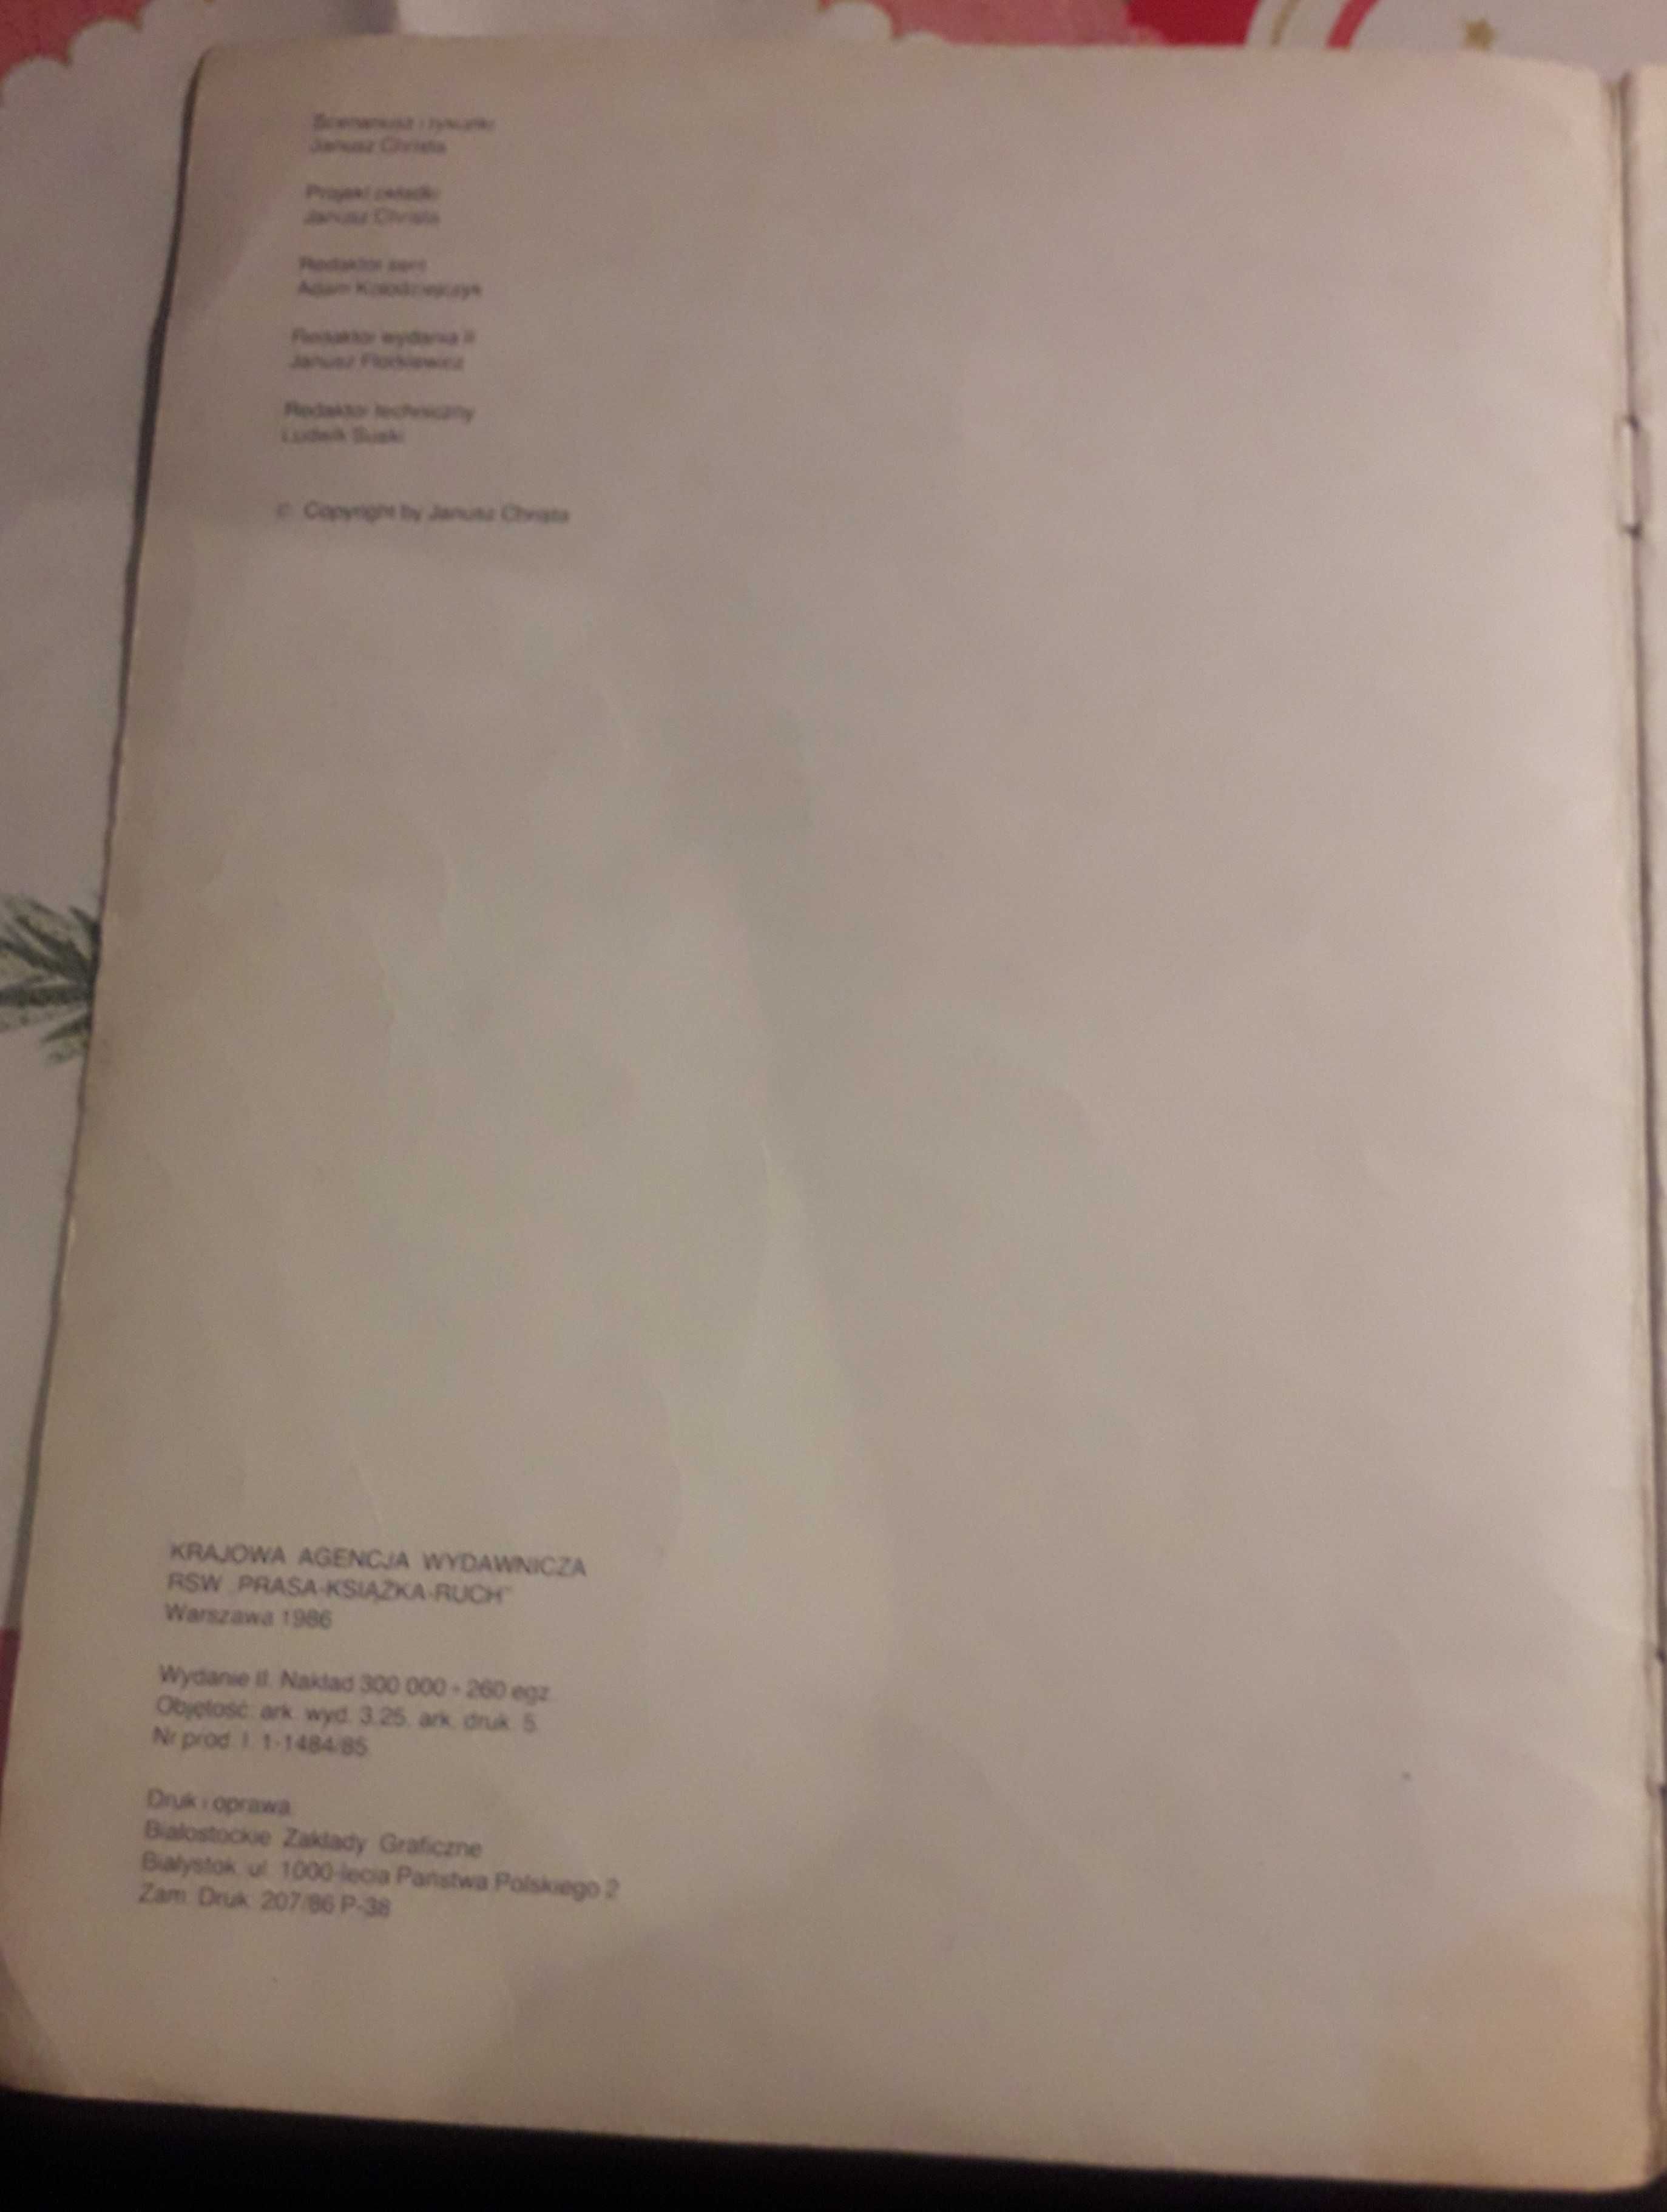 Scenariusz i rysunki
Janusz Christa
Projekt okładki
Janusz Christa
Redaktor serii
Adam Kołodziejczyk
Redaktor wydania II
Janusz Florkiewicz
Redaktor techniczny
Ludwik Suski
© Copyright by Janusz Christa
KRAJOWA AGENCJA WYDAWNICZA
RSW „PRASA-KSIĄŻKA-RUCH"
Warszawa 1986
Wydanie II. Nakład 300 000 + 260 egz.
Objętość: ark. wyd. 3,25, ark. druk. 5.
Nr prod. I. 1-1484/85
Druk i oprawa:
Białostockie Zakłady Graficzne
Białystok, ul. 1000-lecia Państwa Polskiego 2
Zam. Druk. 207/86 P-38